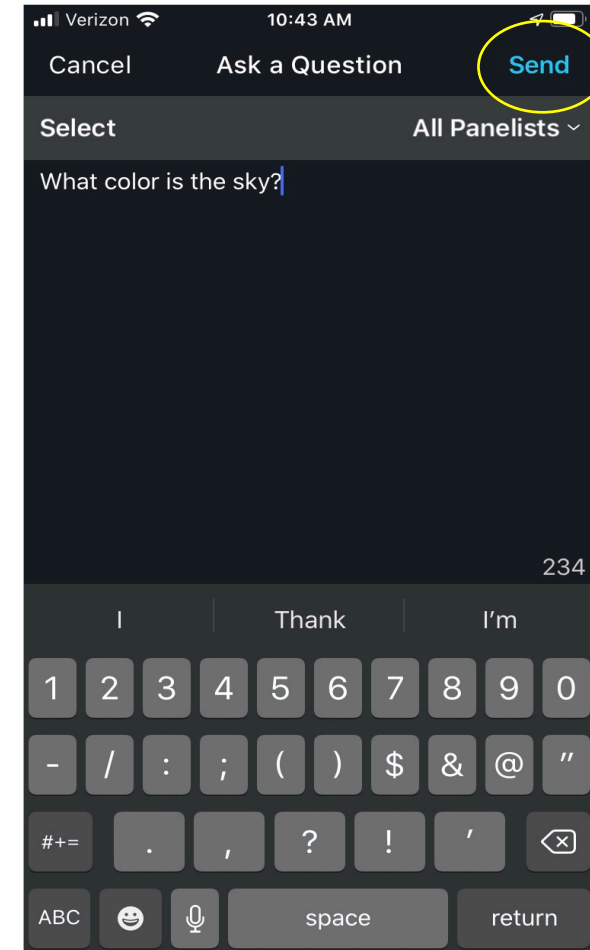 Verizon 10:43 AM
Cancel Ask a Question Send
Select All Panelists
What color is the sky?
234
I Thank I'm
1 2 3 4 5 6 7 8 9 0
- / : ; ( ) $ & @ "
#+= . , ? ! '
ABC space return